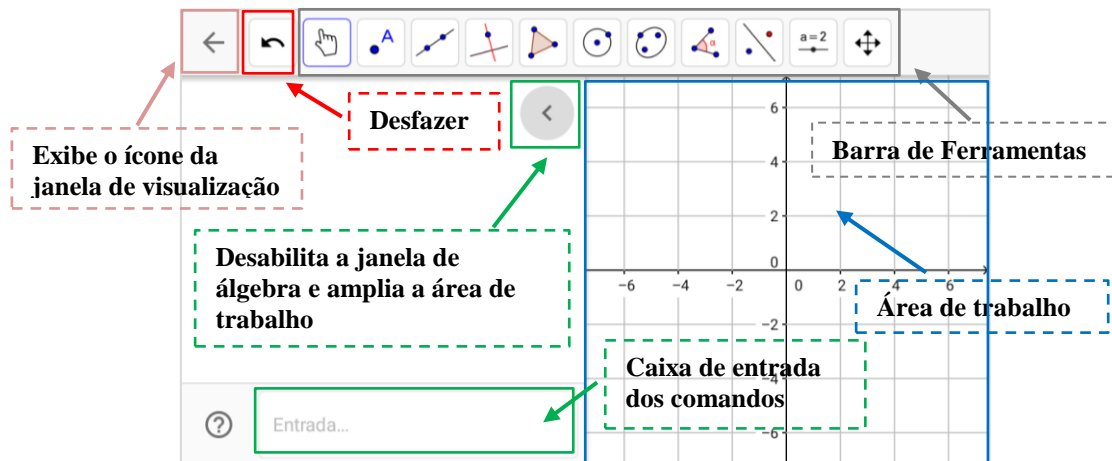 A
α
a=2
Desfazer
Exibe o ícone da
janela de visualização
Barra de Ferramentas
Desabilita a janela de
álgebra e amplia a área de
trabalho
Área de trabalho
Caixa de entrada
dos comandos
Entrada...
?
6
4
2
0
-6
-4
-2
0
2
4
6
-2
-4
-6